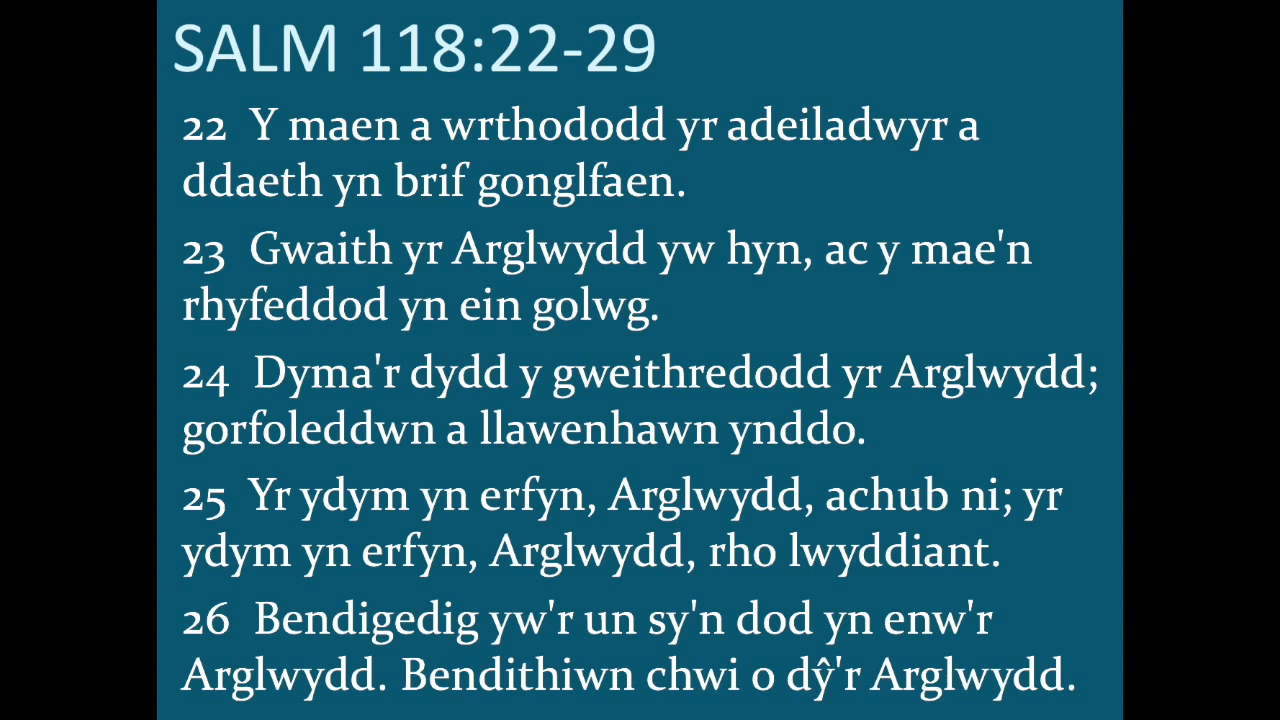 SALM 118:22-29
22 Y maen a wrthododd yr adeiladwyr a
ddaeth yn brif gonglfaen.
23 Gwaith yr Arglwydd yw hyn, ac y mae'n
rhyfeddod yn ein golwg.
24 Dyma'r dydd y gweithredodd yr Arglwydd;
gorfoleddwn a llawenhawn ynddo.
25 Yr ydym yn erfyn, Arglwydd, achub ni; yr
ydym yn erfyn, Arglwydd, rho lwyddiant.
26 Bendigedig yw'r un sy'n dod yn enw'r
Arglwydd. Bendithiwn chwi o dŷ'r Arglwydd.